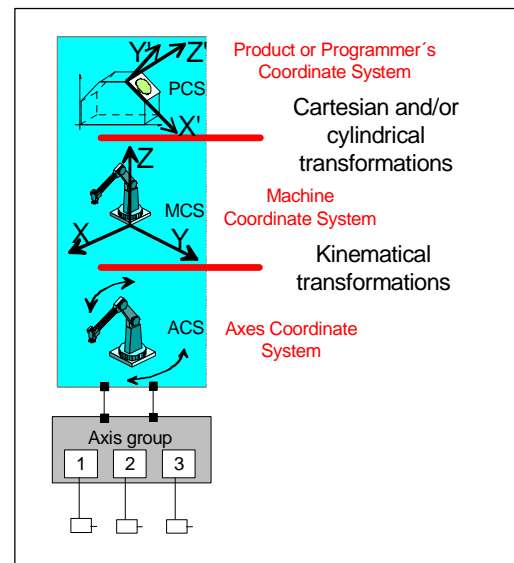 Y' Z'
Product or Programmer´s
Coordinate System
PCS
X'
Cartesian and/or
cylindrical
transformations
Z
Machine
Coordinate System
MCS
X
Y
Kinematical
transformations
ACS
Axes Coordinate
System
Axis group
1 2 3